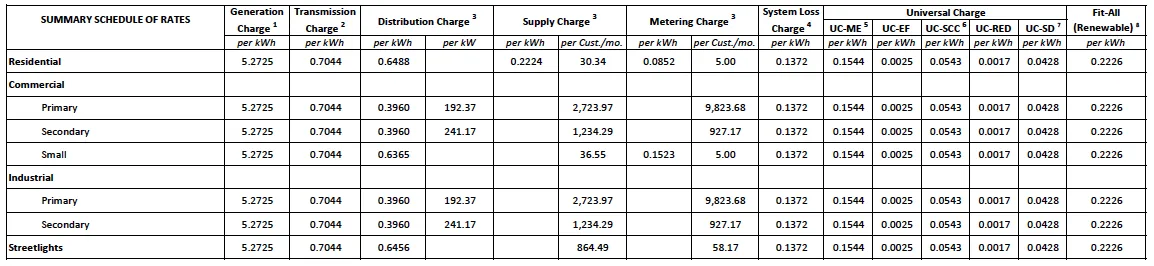 SUMMARY SCHEDULE OF RATES Generation Charge 1 Transmission Charge 2 Distribution Charge 3 Supply Charge 3 Metering Charge 3 System Loss Charge 4 Universal Charge Fit-All (Renewable) 8
UC-ME 5 UC-EF UC-SCC 6 UC-RED UC-SD 7
per kWh per kWh per kWh per kW per kWh per Cust./mo. per kWh per Cust./mo. per kWh per kWh per kWh per kWh per kWh per kWh per kWh
Residential 5.2725 0.7044 0.6488 0.2224 30.34 0.0852 5.00 0.1372 0.1544 0.0025 0.0543 0.0017 0.0428 0.2226
Commercial
Primary 5.2725 0.7044 0.3960 192.37 2,723.97 9,823.68 0.1372 0.1544 0.0025 0.0543 0.0017 0.0428 0.2226
Secondary 5.2725 0.7044 0.3960 241.17 1,234.29 927.17 0.1372 0.1544 0.0025 0.0543 0.0017 0.0428 0.2226
Small 5.2725 0.7044 0.6365 36.55 0.1523 5.00 0.1372 0.1544 0.0025 0.0543 0.0017 0.0428 0.2226
Industrial
Primary 5.2725 0.7044 0.3960 192.37 2,723.97 9,823.68 0.1372 0.1544 0.0025 0.0543 0.0017 0.0428 0.2226
Secondary 5.2725 0.7044 0.3960 241.17 1,234.29 927.17 0.1372 0.1544 0.0025 0.0543 0.0017 0.0428 0.2226
Streetlights 5.2725 0.7044 0.6456 864.49 58.17 0.1372 0.1544 0.0025 0.0543 0.0017 0.0428 0.2226